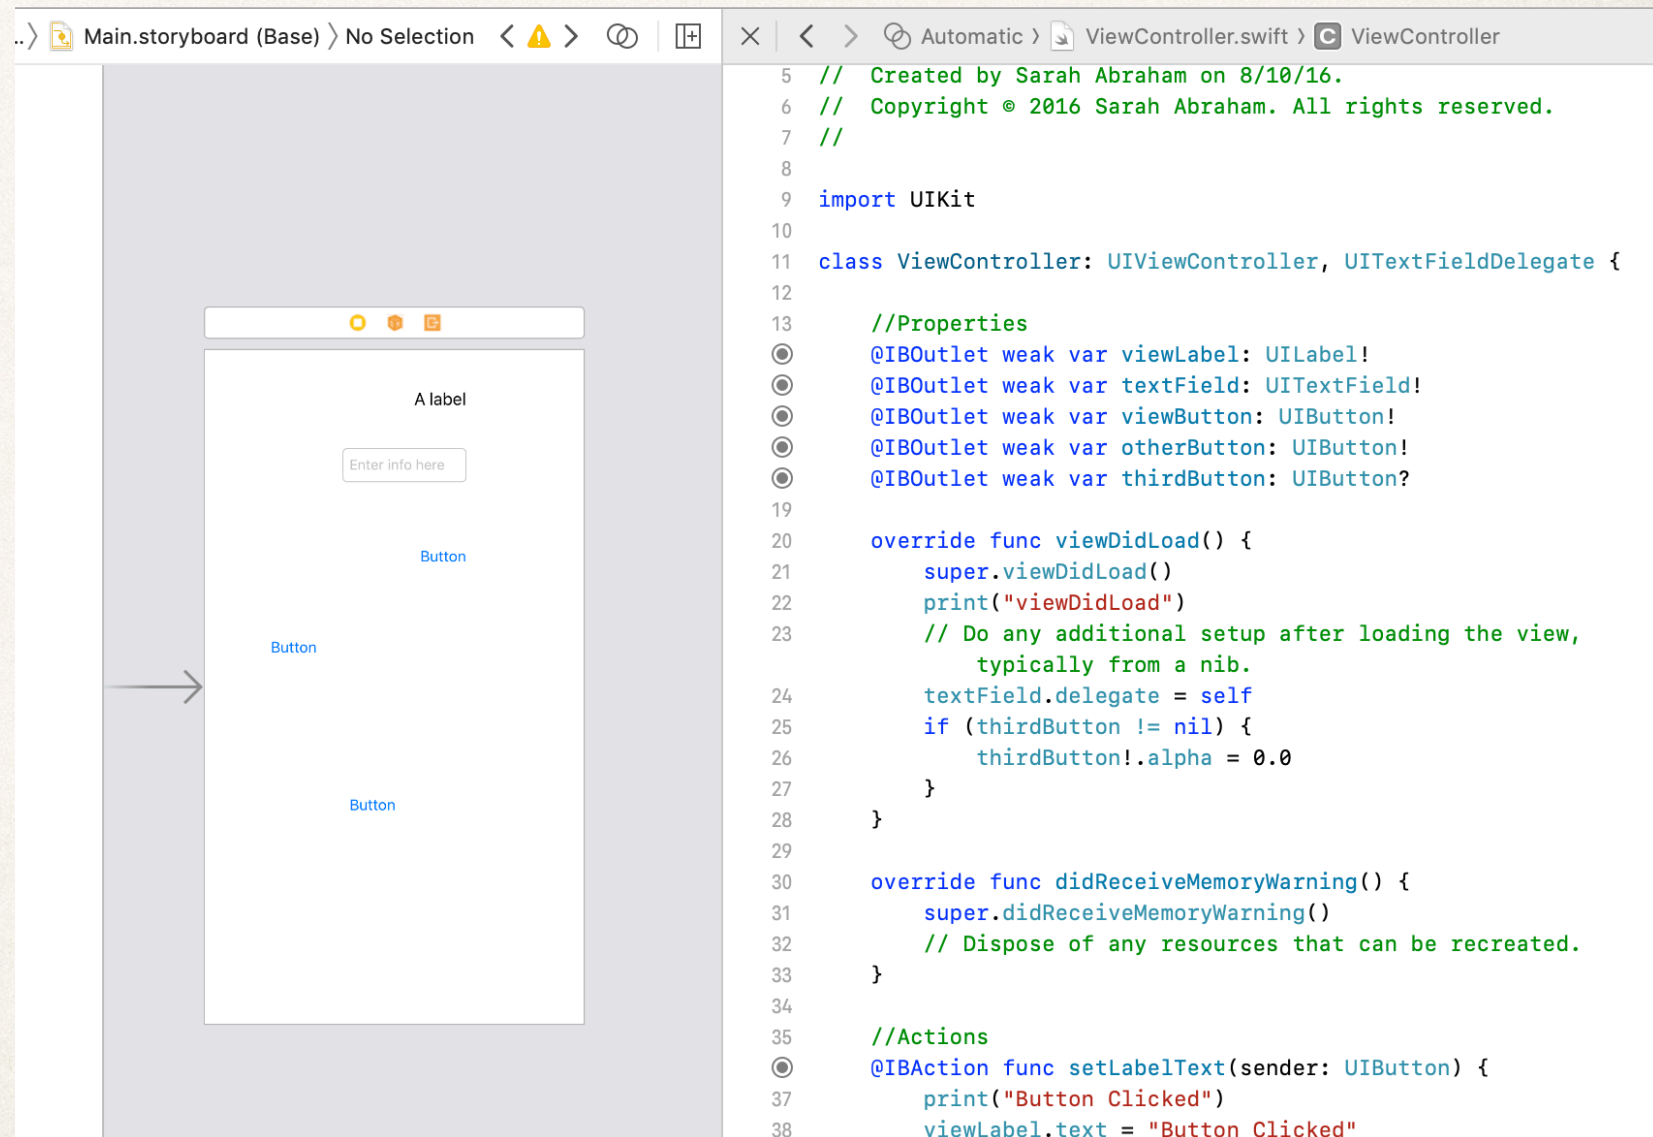 ..〉 Main.storyboard (Base) 〉 No Selection
Automatic 〉 ViewController.swift 〉 C ViewController
A label
Enter info here
Button
Button
Button
5 //  Created by Sarah Abraham on 8/10/16.
6 //  Copyright © 2016 Sarah Abraham. All rights reserved.
7 //
8
9 import UIKit
10
11 class ViewController: UIViewController, UITextFieldDelegate {
12
13     //Properties
    @IBOutlet weak var viewLabel: UILabel!
    @IBOutlet weak var textField: UITextField!
    @IBOutlet weak var viewButton: UIButton!
    @IBOutlet weak var otherButton: UIButton!
    @IBOutlet weak var thirdButton: UIButton?
19
20     override func viewDidLoad() {
21         super.viewDidLoad()
22         print("viewDidLoad")
23         // Do any additional setup after loading the view,
            typically from a nib.
24         textField.delegate = self
25         if (thirdButton != nil) {
26             thirdButton!.alpha = 0.0
27         }
28     }
29
30     override func didReceiveMemoryWarning() {
31         super.didReceiveMemoryWarning()
32         // Dispose of any resources that can be recreated.
33     }
34
35     //Actions
    @IBAction func setLabelText(sender: UIButton) {
37         print("Button Clicked")
38         viewLabel.text = "Button Clicked"